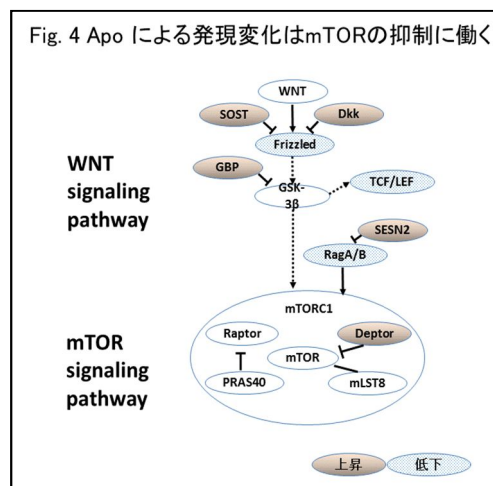 Fig. 4 Apo による発現変化はmTORの抑制に働く
WNT
SOST
Dkk
Frizzled
WNT
signaling
pathway
GBP
GSK-
3β
TCF/LEF
SESN2
RagA/B
mTORC1
mTOR
signaling
pathway
Raptor
Deptor
mTOR
PRAS40
mLST8
上昇
低下